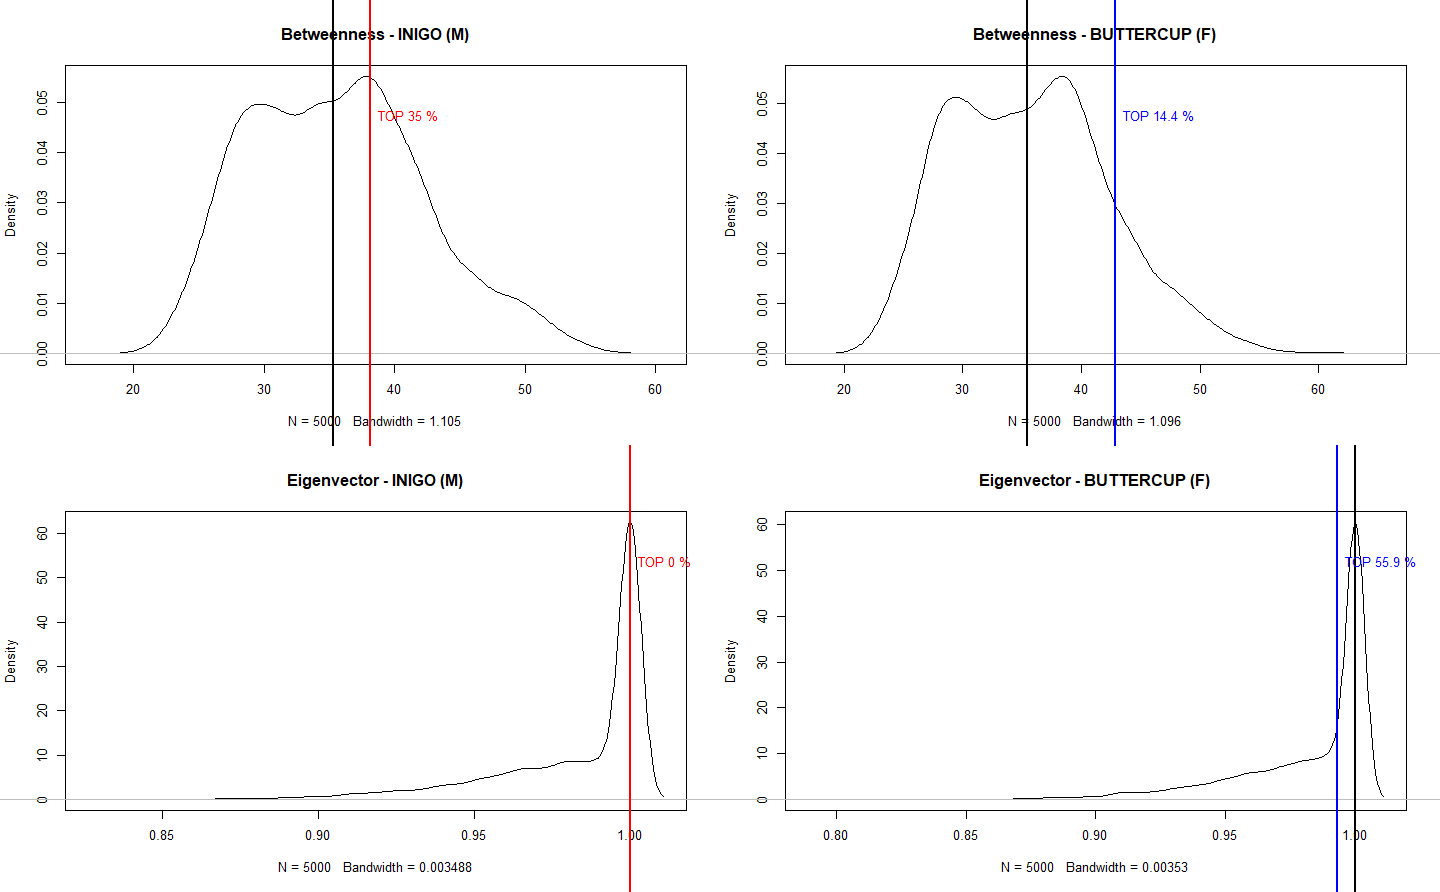 Betweenness - INIGO (M)
TOP 35 %
Density
0.00 0.01 0.02 0.03 0.04 0.05
20 30 40 50 60
N = 5000 Bandwidth = 1.105
Betweenness - BUTTERCUP (F)
TOP 14.4 %
Density
0.00 0.01 0.02 0.03 0.04 0.05
20 30 40 50 60
N = 5000 Bandwidth = 1.096
Eigenvector - INIGO (M)
TOP 0 %
Density
0 10 20 30 40 50 60
0.85 0.90 0.95 1.00
N = 5000 Bandwidth = 0.003488
Eigenvector - BUTTERCUP (F)
TOP 55.9 %
Density
0 10 20 30 40 50 60
0.80 0.85 0.90 0.95 1.00
N = 5000 Bandwidth = 0.00353